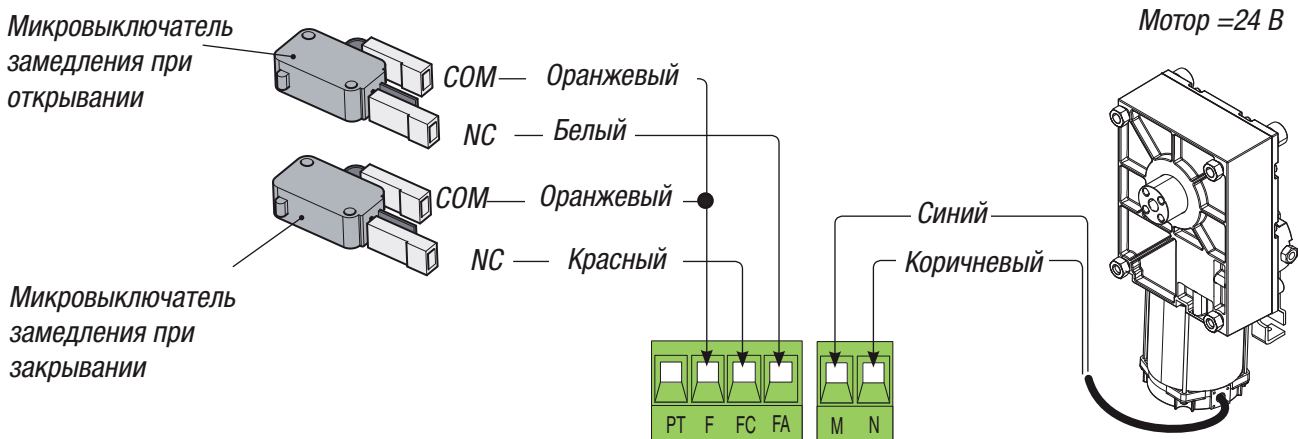 Микровыключатель
замедления при
открывании
Мотор =24 В
COM Оранжевый
NC Белый
COM Оранжевый
NC Красный
Микровыключатель
замедления при
закрывании
Синий
Коричневый
PT F FC FA M N